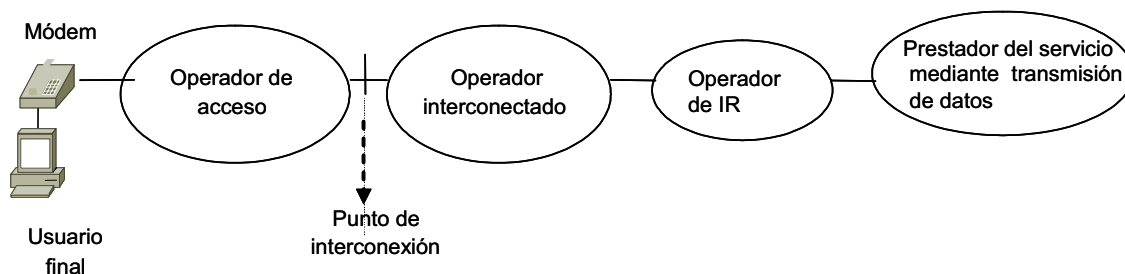 Módem
Operador de
acceso
Operador
interconectado
Operador
de IR
Prestador del servicio
mediante transmisión
de datos
Punto de
interconexión
Usuario
final